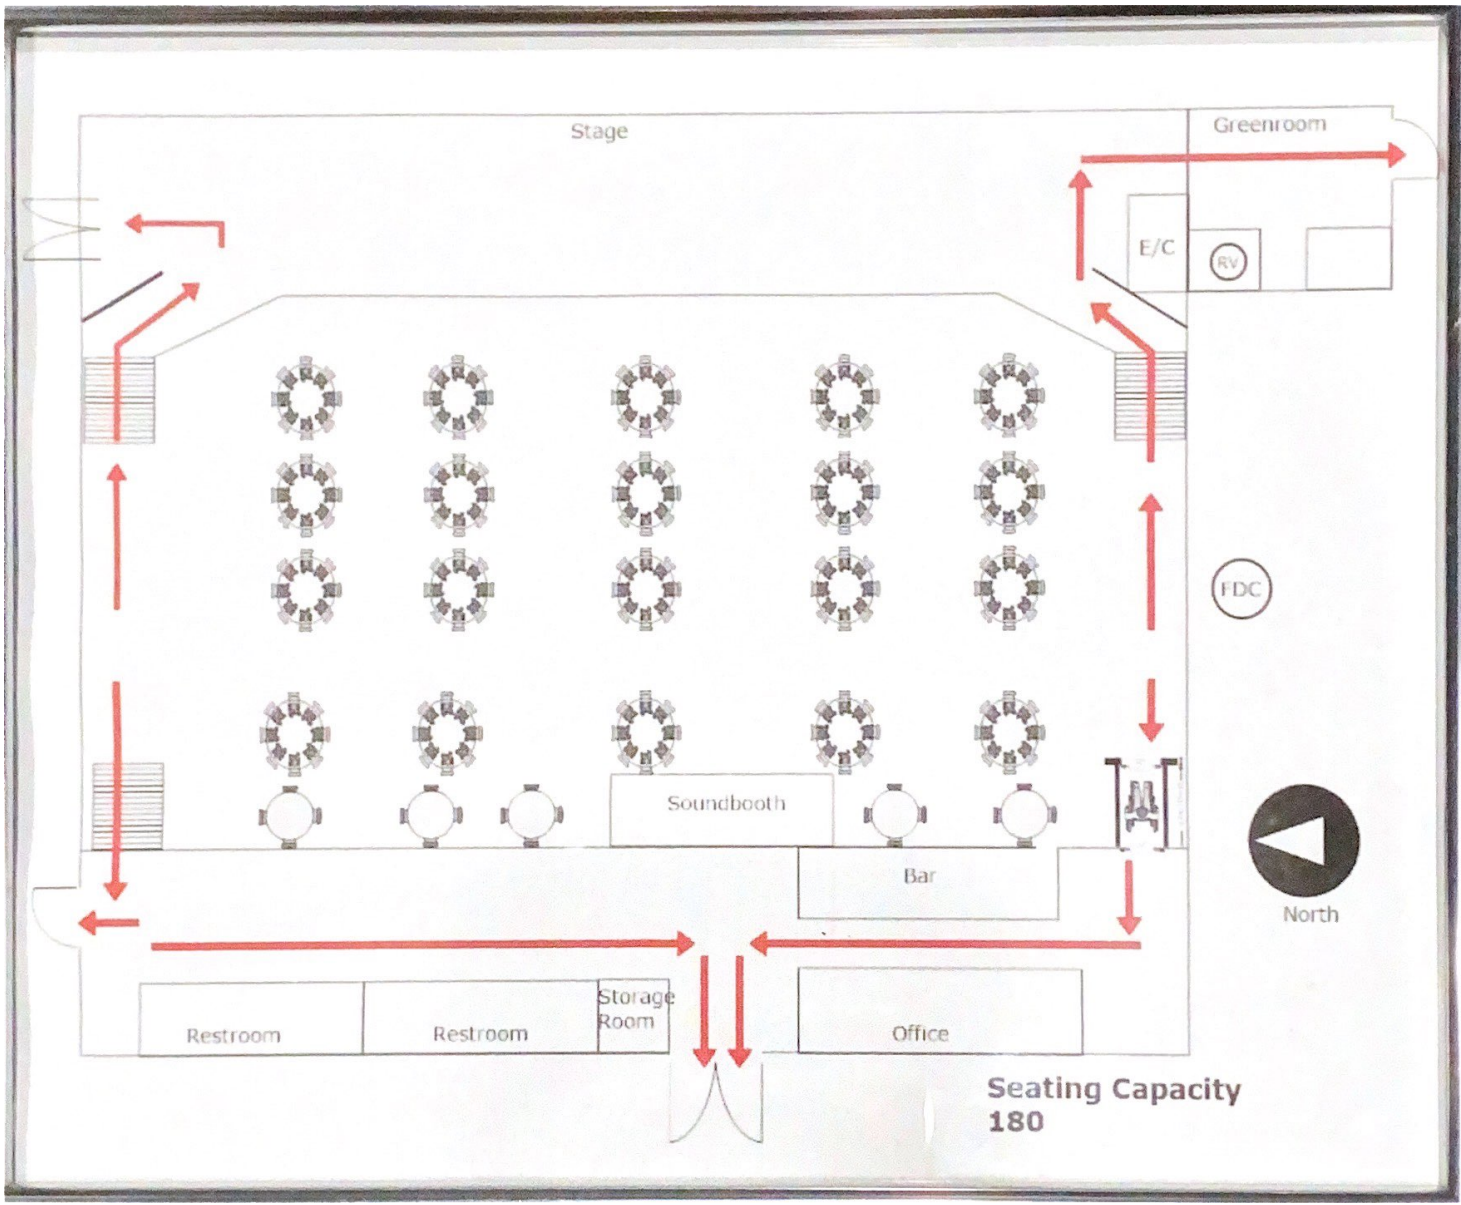 Stage
Greenroom
E/C
RV
FDC
Soundbooth
Bar
North
Storage
Room
Restroom
Restroom
Office
Seating Capacity
180